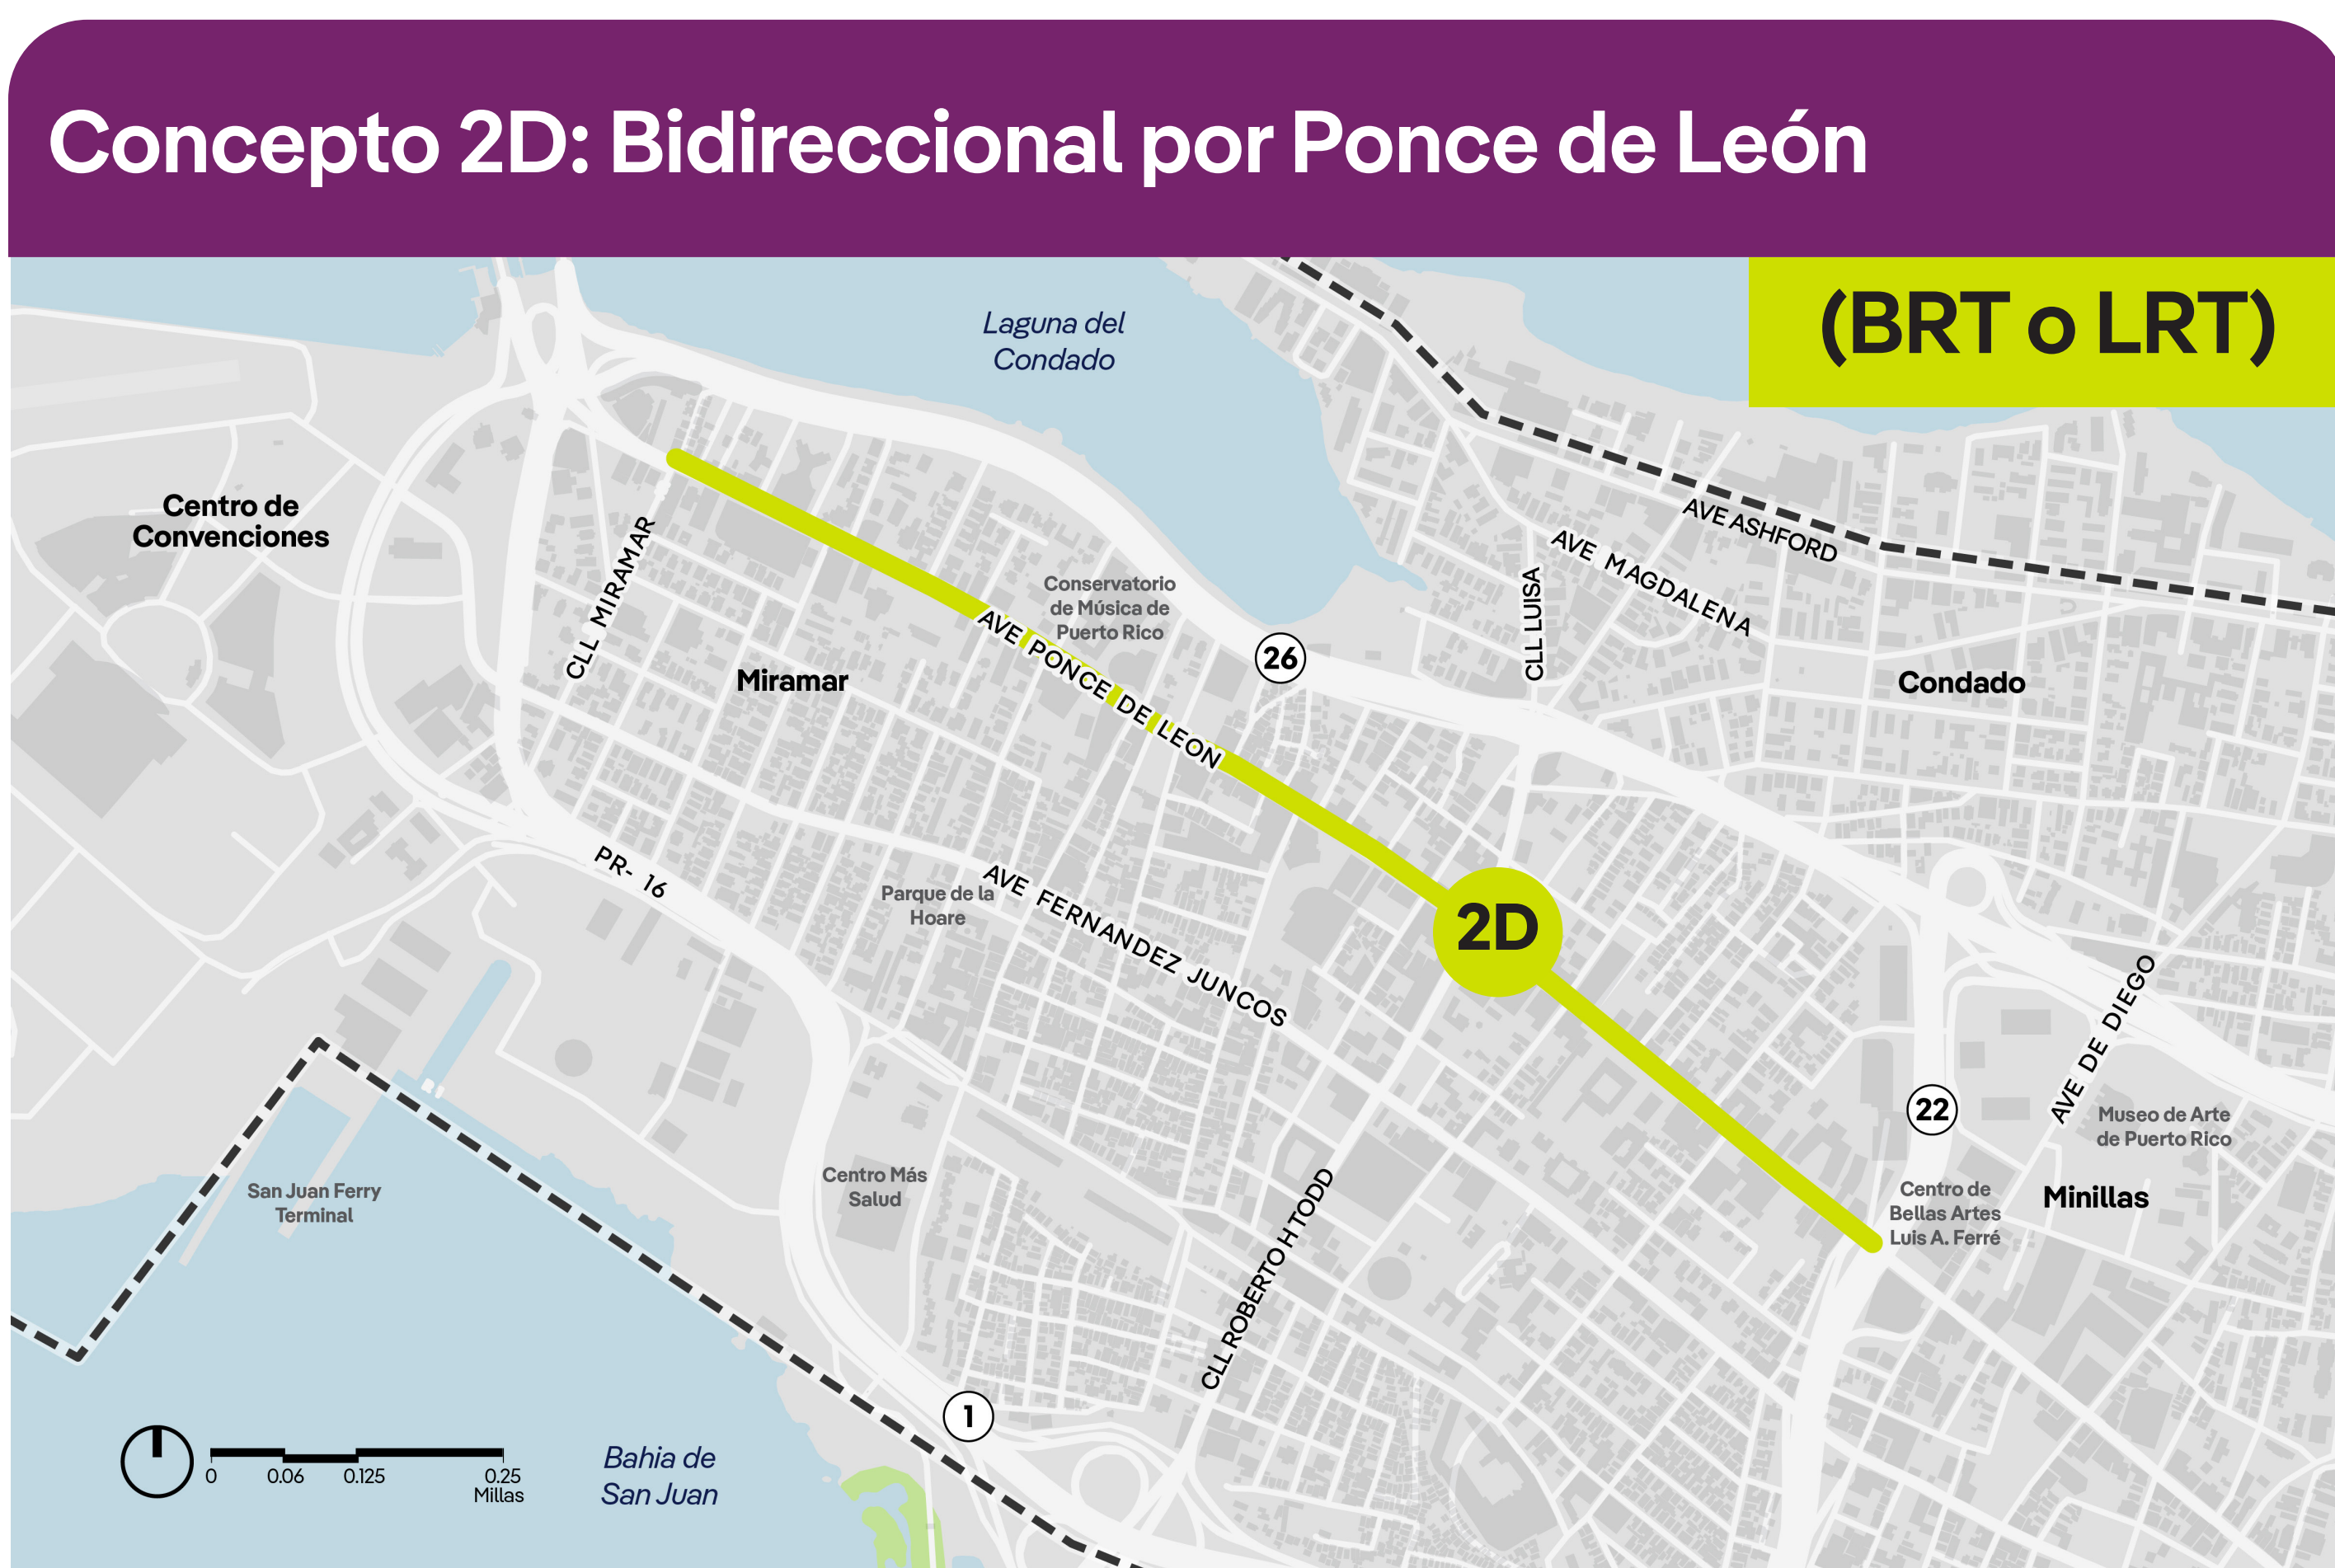 Concepto 2D: Bidireccional por Ponce de León
(BRT o LRT)
Laguna del
Condado
Centro de
Convenciones
CLL MIRAMAR
Miramar
Conservatorio
de Música de
Puerto Rico
AVE PONCE DE LEON
26
CLL LUISA
AVE MAGDALENA
AVE ASHFORD
Condado
PR- 16
Parque de la
Hoare
AVE FERNANDEZ JUNCOS
2D
AVE DE DIEGO
22
Museo de Arte
de Puerto Rico
Centro de
Bellas Artes
Luis A. Ferré
Minillas
San Juan Ferry
Terminal
Centro Más
Salud
CLL ROBERTO H TODD
1
Bahia de
San Juan
0 0.06 0.125 0.25
Millas